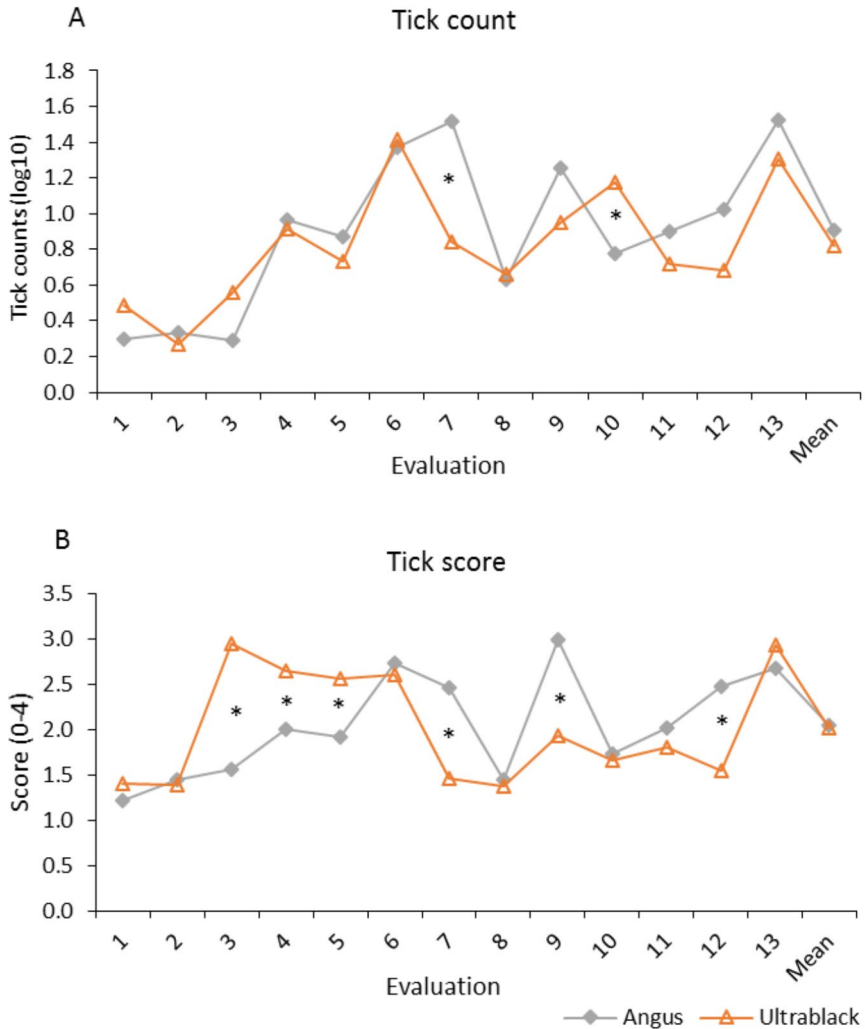 A
Tick count
Tick counts (log10)
1.8
1.6
1.4
1.2
1.0
0.8
0.6
0.4
0.2
0.0
*
*
1 2 3 4 5 6 7 8 9 10 11 12 13 Mean
Evaluation
B
Tick score
Score (0-4)
3.5
3.0
2.5
2.0
1.5
1.0
0.5
0.0
* * * * * *
1 2 3 4 5 6 7 8 9 10 11 12 13 Mean
Evaluation
Angus Ultrablack